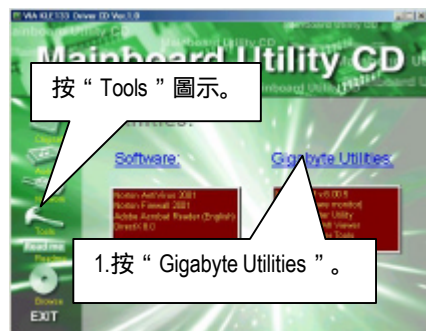 VIA KLE133 Driver CD Ver.1.0
Mainboard Utility CD
按“ Tools ”圖示。
Software:
Gigabyte Utilities:
Norton AntiVirus 2001
Norton Firewall 2001
Adobe Acrobat Reader (English)
DirectX 8.0
Tools
Read me
Readme
Browse
EXIT
1.按“ Gigabyte Utilities ”。